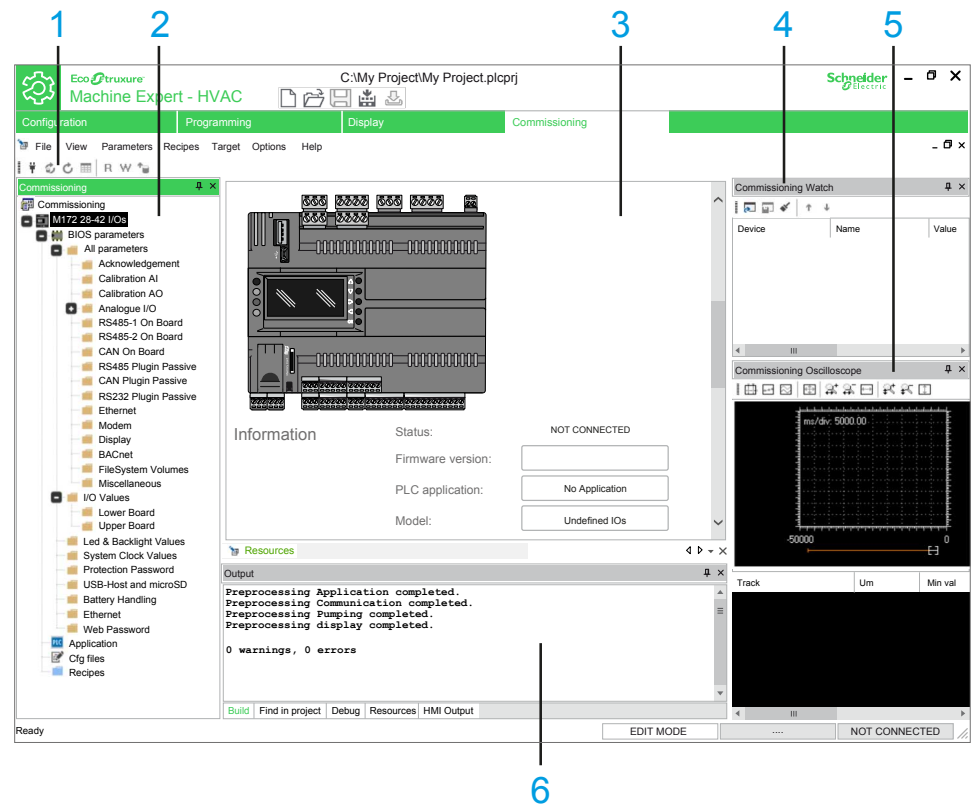 1 2 3 4 5
EcoStruxure
Machine Expert - HVAC
C:\My Project\My Project.plcprj
Schneider
Electric
Configuration Programming Display Commissioning
File View Parameters Recipes Target Options Help
R W
Commissioning
Commissioning
M172 28-42 I/Os
BIOS parameters
All parameters
Acknowledgement
Calibration AI
Calibration AO
Analogue I/O
RS485-1 On Board
RS485-2 On Board
CAN On Board
RS485 Plugin Passive
CAN Plugin Passive
RS232 Plugin Passive
Ethernet
Modem
Display
BACnet
FileSystem Volumes
Miscellaneous
I/O Values
Lower Board
Upper Board
Led & Backlight Values
System Clock Values
Protection Password
USB-Host and microSD
Battery Handling
Ethernet
Web Password
PLC Application
Cfg files
Recipes
Information
Status: NOT CONNECTED
Firmware version:
PLC application: No Application
Model: Undefined IOs
Resources
Output
Preprocessing Application completed.
Preprocessing Communication completed.
Preprocessing Pumping completed.
Preprocessing display completed.
0 warnings, 0 errors
Build Find in project Debug Resources HMI Output
Commissioning Watch
Device Name Value
Commissioning Oscilloscope
ms/div: 5000.00
-50000 0
Track Um Min val
Ready EDIT MODE .... NOT CONNECTED
6